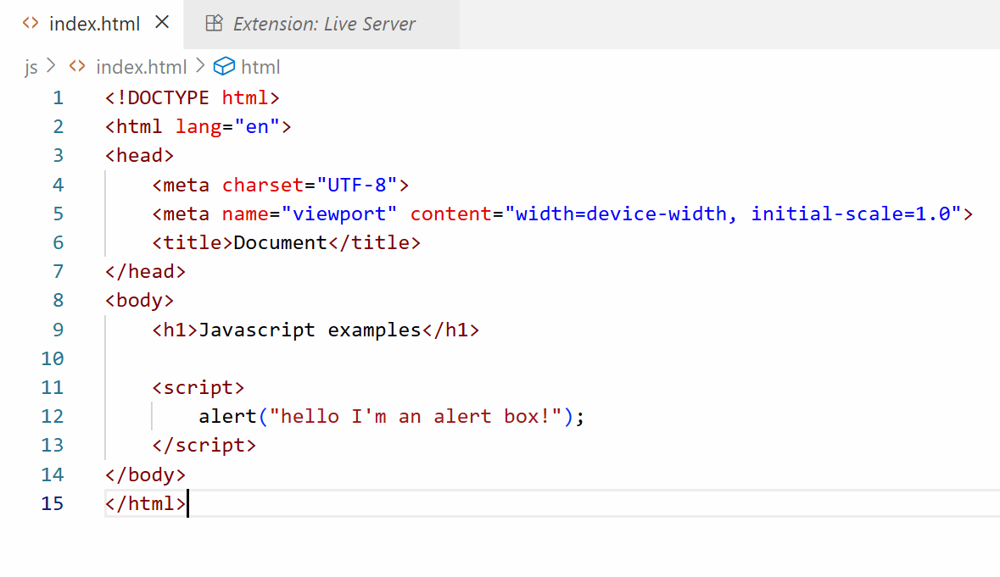 index.html Extension: Live Server
js > index.html > html
1 <!DOCTYPE html>
2 <html lang="en">
3 <head>
4     <meta charset="UTF-8">
5     <meta name="viewport" content="width=device-width, initial-scale=1.0">
6     <title>Document</title>
7 </head>
8 <body>
9     <h1>Javascript examples</h1>
10
11     <script>
12         alert("hello I'm an alert box!");
13     </script>
14 </body>
15 </html>